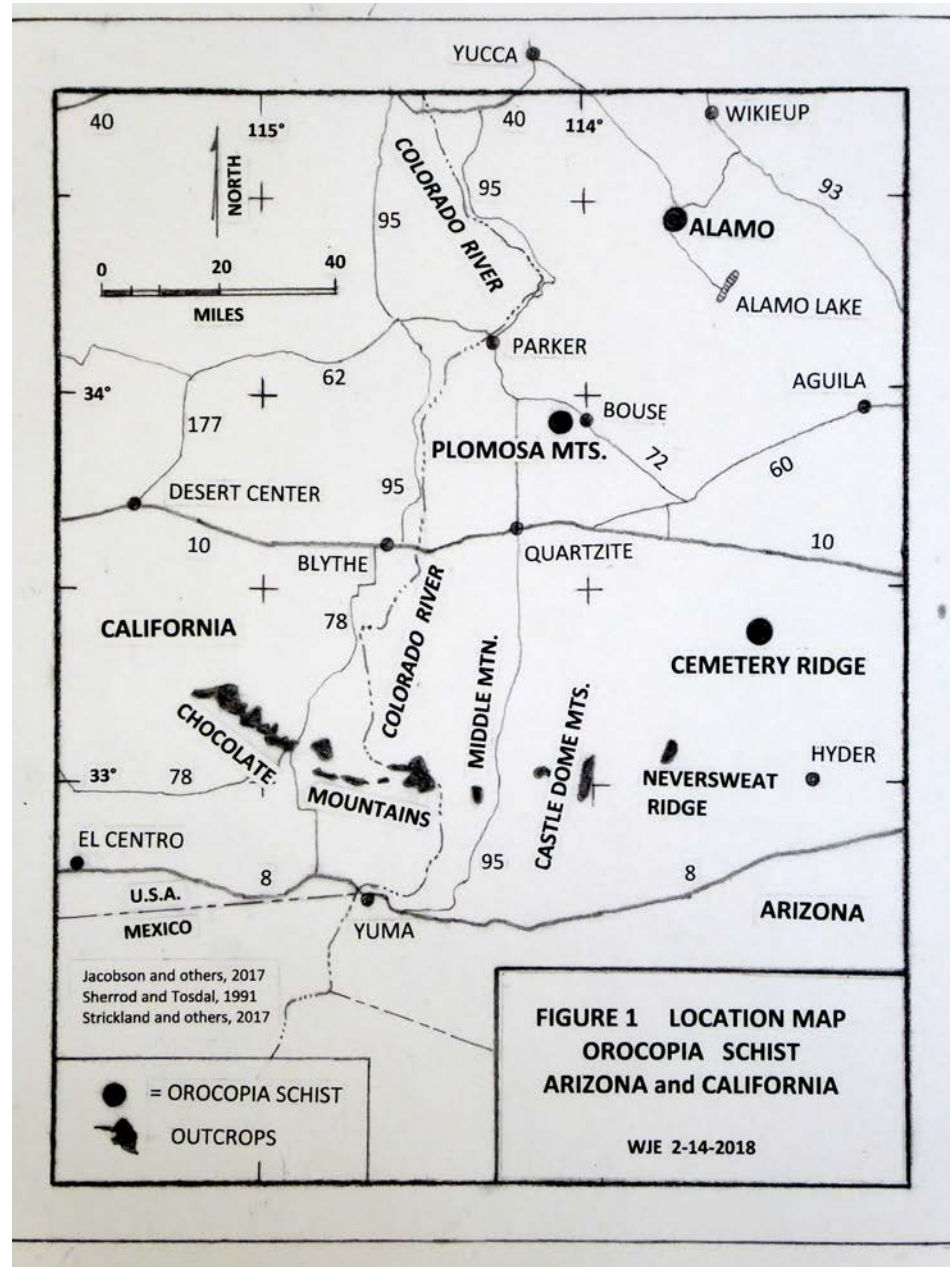 YUCCA
40
115°
40
114°
WIKIEUP
NORTH
COLORADO RIVER
95
95
93
ALAMO
0 20 40
MILES
ALAMO LAKE
PARKER
62
AGUILA
34°
177
BOUSE
PLOMOSA MTS.
72
60
DESERT CENTER
95
10
BLYTHE
QUARTZITE
10
CALIFORNIA
78
COLORADO RIVER
MIDDLE MTN.
CEMETERY RIDGE
CASTLE DOME MTS.
CHOCOLATE
MOUNTAINS
33°
78
NEVERSWEAT
RIDGE
HYDER
EL CENTRO
8
95
8
U.S.A.
MEXICO
YUMA
ARIZONA
Jacobson and others, 2017
Sherrod and Tosdal, 1991
Strickland and others, 2017
= OROCOPIA SCHIST
OUTCROPS
FIGURE 1 LOCATION MAP
OROCOPIA SCHIST
ARIZONA and CALIFORNIA
WJE 2-14-2018